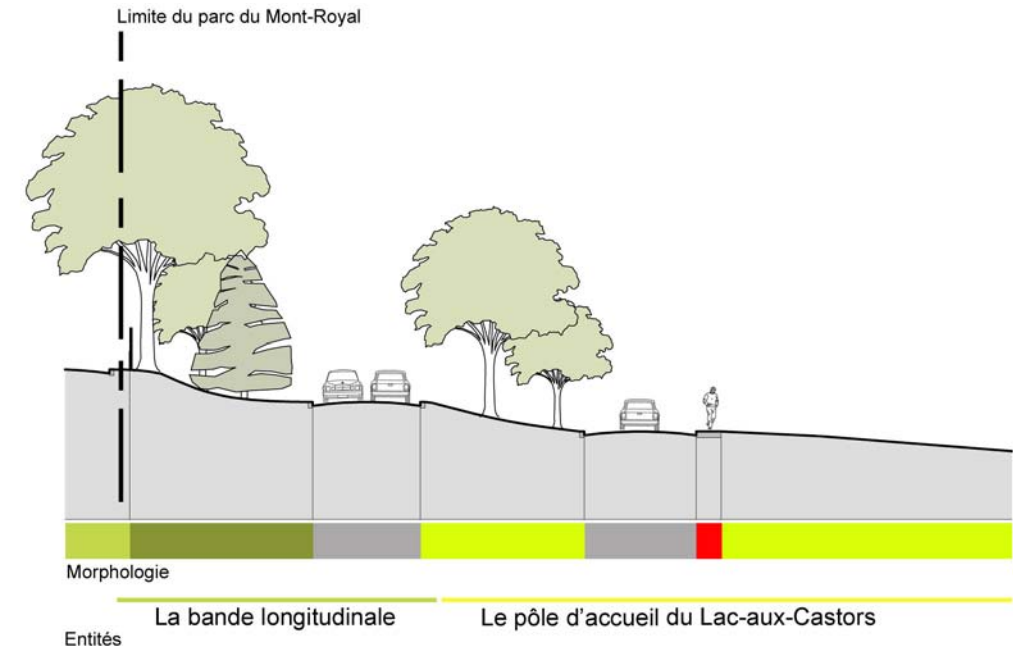 Limite du parc du Mont-Royal
Morphologie
La bande longitudinale
Le pôle d'accueil du Lac-aux-Castors
Entités